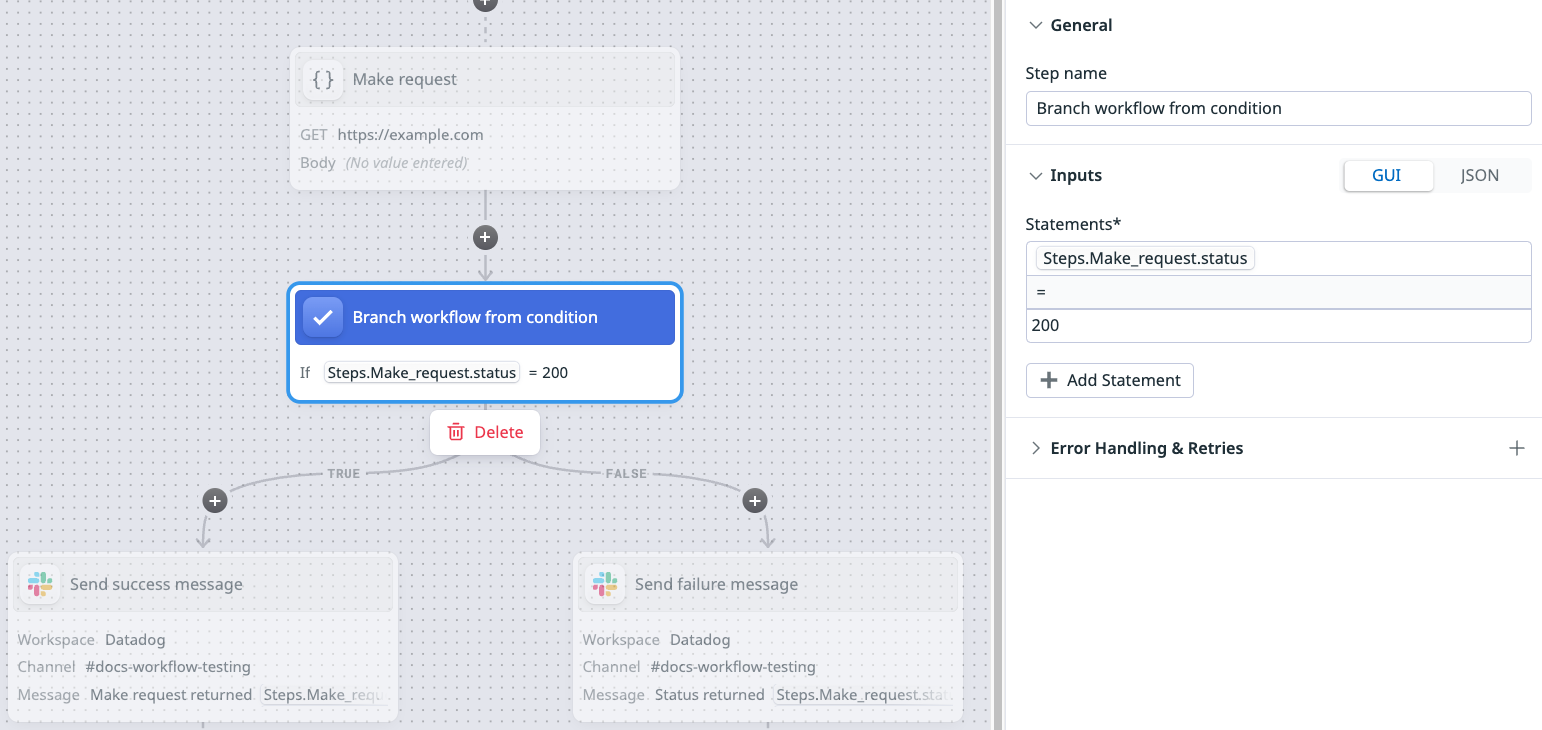 Make request
GET https://example.com
Body (No value entered)
Branch workflow from condition
If Steps.Make_request.status = 200
Delete
TRUE
FALSE
Send success message
Workspace Datadog
Channel #docs-workflow-testing
Message Make request returned Steps.Make_requ
Send failure message
Workspace Datadog
Channel #docs-workflow-testing
Message Status returned Steps.Make_request.stat
General
Step name
Branch workflow from condition
Inputs
GUI
JSON
Statements*
Steps.Make_request.status
=
200
Add Statement
Error Handling & Retries